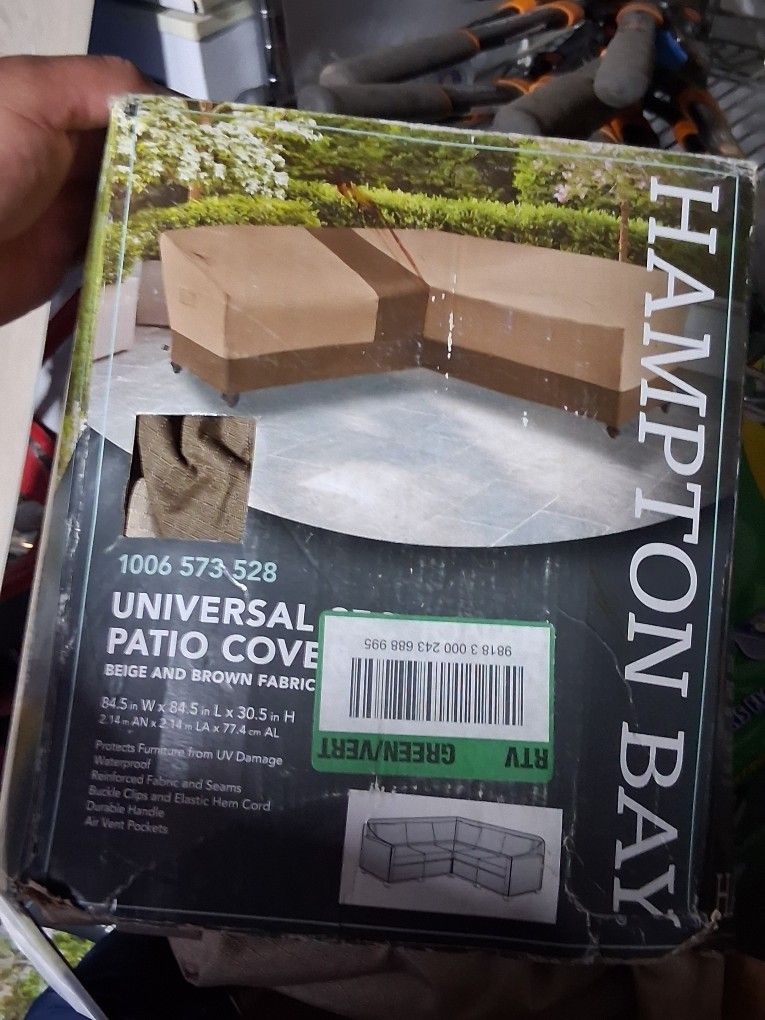 HAMPTON BAY
1006 573 528
UNIVERSAL
PATIO COVE
BEIGE AND BROWN FABRIC
84.5 in W x 84.5 in L x 30.5 in H
2.14 m AN x 2.14 m LA x 77.4 cm AL
Protects Furniture from UV Damage
Waterproof
Reinforced Fabric and Seams
Buckle Clips and Elastic Hem Cord
Durable Handle
Air Vent Pockets
RTV GREEN/VERT
9818 3 000 243 688 995